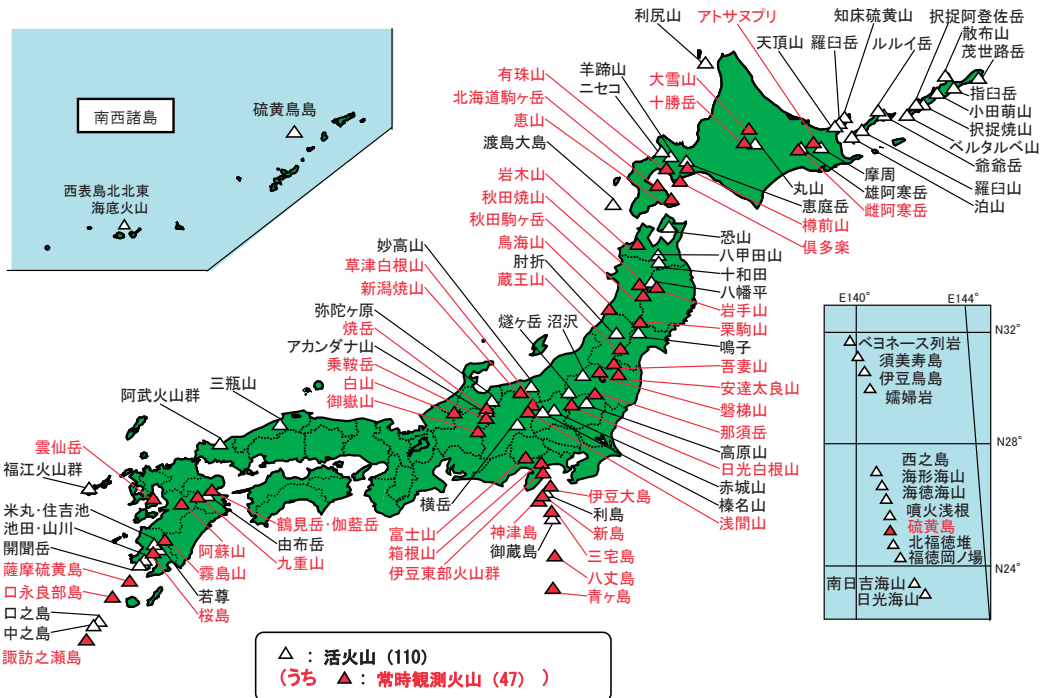 南西諸島
硫黄鳥島
西表島北北東
海底火山
利尻山
アトサヌプリ
知床硫黄山
択捉阿登佐岳
天頂山
羅臼岳
ルルイ岳
散布山
茂世路岳
有珠山
羊蹄山
大雪山
北海道駒ヶ岳
ニセコ
十勝岳
恵山
渡島大島
指臼岳
小田萌山
択捉焼山
ベルタルベ山
爺爺岳
羅臼山
泊山
摩周
雄阿寒岳
雌阿寒岳
丸山
恵庭岳
樽前山
倶多楽
岩木山
秋田焼山
秋田駒ヶ岳
鳥海山
肘折
蔵王山
恐山
八甲田山
十和田
八幡平
岩手山
栗駒山
鳴子
吾妻山
安達太良山
磐梯山
那須岳
高原山
日光白根山
赤城山
榛名山
浅間山
妙高山
草津白根山
新潟焼山
弥陀ヶ原
焼岳
アカンダナ山
乗鞍岳
白山
御嶽山
燧ヶ岳
沼沢
三瓶山
阿武火山群
雲仙岳
福江火山群
米丸・住吉池
池田・山川
開聞岳
薩摩硫黄島
口永良部島
口之島
中之島
諏訪之瀬島
鶴見岳・伽藍岳
由布岳
九重山
阿蘇山
霧島山
若尊
桜島
横岳
富士山
箱根山
伊豆東部火山群
伊豆大島
利島
新島
神津島
御蔵島
三宅島
八丈島
青ヶ島
E140°
E144°
N32°
ベヨネース列岩
須美寿島
伊豆鳥島
孀婦岩
N28°
西之島
海形海山
海徳海山
噴火浅根
硫黄島
北福徳堆
福徳岡ノ場
N24°
南日吉海山
日光海山
△ : 活火山 (110)
(うち ▲ : 常時観測火山 (47) )